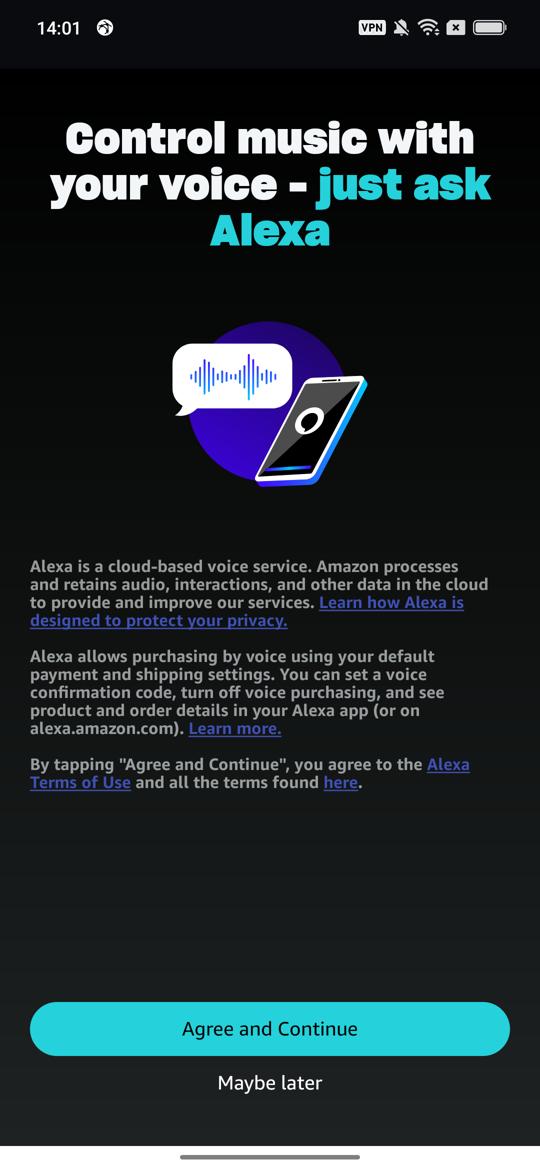 14:01
VPN
Control music with
your voice - just ask
Alexa
Alexa is a cloud-based voice service. Amazon processes
and retains audio, interactions, and other data in the cloud
to provide and improve our services. Learn how Alexa is
designed to protect your privacy.
Alexa allows purchasing by voice using your default
payment and shipping settings. You can set a voice
confirmation code, turn off voice purchasing, and see
product and order details in your Alexa app (or on
alexa.amazon.com). Learn more.
By tapping "Agree and Continue", you agree to the Alexa
Terms of Use and all the terms found here.
Agree and Continue
Maybe later